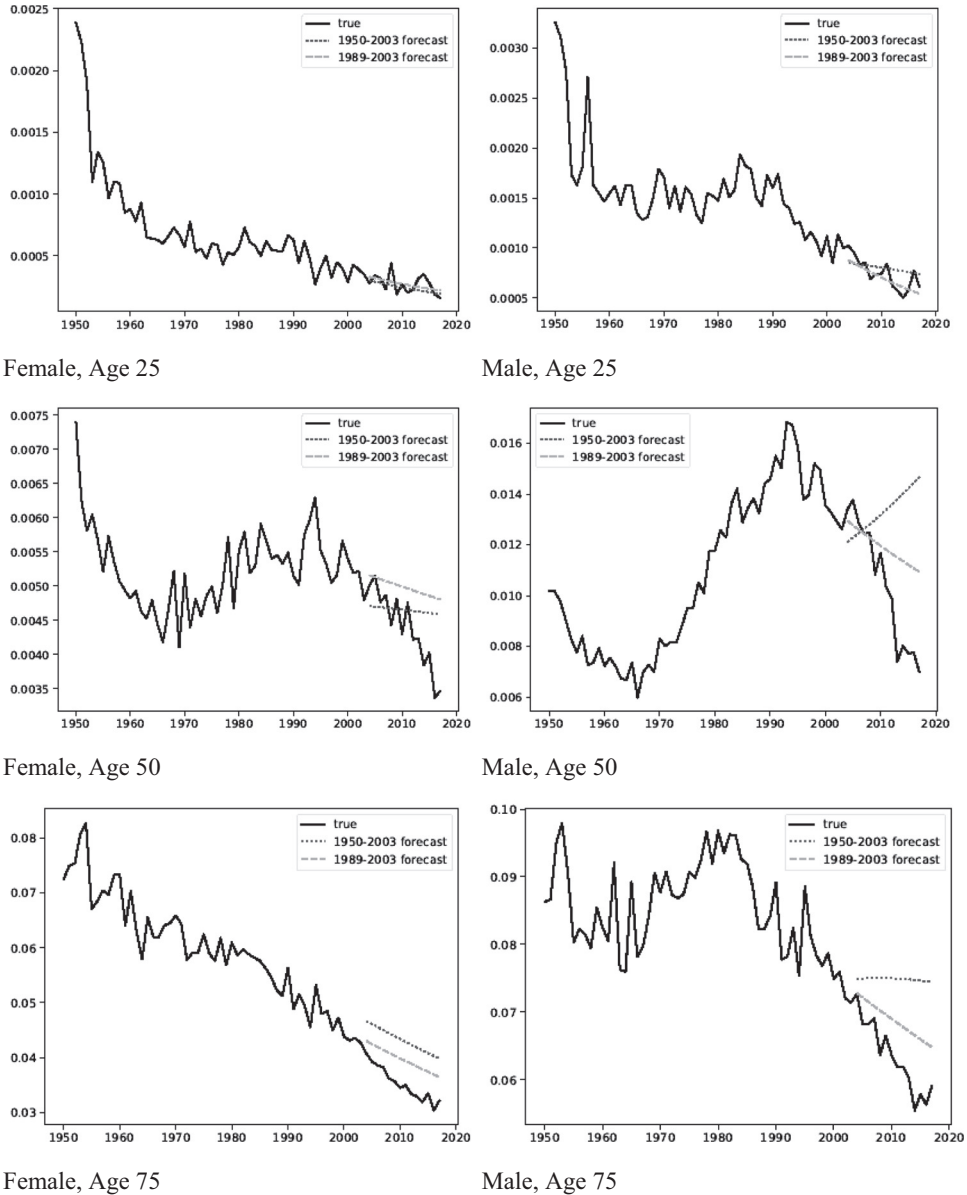 0.0025
0.0020
0.0015
0.0010
0.0005
1950 1960 1970 1980 1990 2000 2010 2020
true
1950-2003 forecast
1989-2003 forecast
Female, Age 25
0.0030
0.0025
0.0020
0.0015
0.0010
0.0005
1950 1960 1970 1980 1990 2000 2010 2020
true
1950-2003 forecast
1989-2003 forecast
Male, Age 25
0.0075
0.0070
0.0065
0.0060
0.0055
0.0050
0.0045
0.0040
0.0035
1950 1960 1970 1980 1990 2000 2010 2020
true
1950-2003 forecast
1989-2003 forecast
Female, Age 50
0.016
0.014
0.012
0.010
0.008
0.006
1950 1960 1970 1980 1990 2000 2010 2020
true
1950-2003 forecast
1989-2003 forecast
Male, Age 50
0.08
0.07
0.06
0.05
0.04
0.03
1950 1960 1970 1980 1990 2000 2010 2020
true
1950-2003 forecast
1989-2003 forecast
Female, Age 75
0.10
0.09
0.08
0.07
0.06
1950 1960 1970 1980 1990 2000 2010 2020
true
1950-2003 forecast
1989-2003 forecast
Male, Age 75